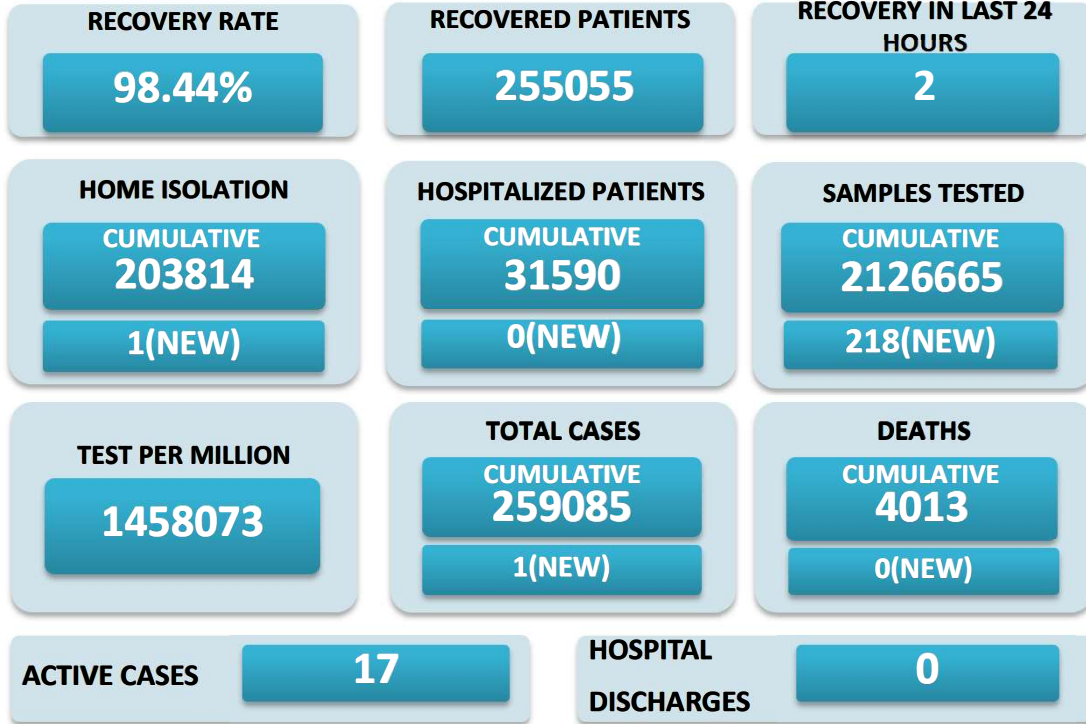 RECOVERY RATE
98.44%
RECOVERED PATIENTS
255055
RECOVERY IN LAST 24
HOURS
2
HOME ISOLATION
CUMULATIVE
203814
1(NEW)
HOSPITALIZED PATIENTS
CUMULATIVE
31590
0(NEW)
SAMPLES TESTED
CUMULATIVE
2126665
218(NEW)
TEST PER MILLION
1458073
TOTAL CASES
CUMULATIVE
259085
1(NEW)
DEATHS
CUMULATIVE
4013
0(NEW)
ACTIVE CASES
17
HOSPITAL
DISCHARGES
0